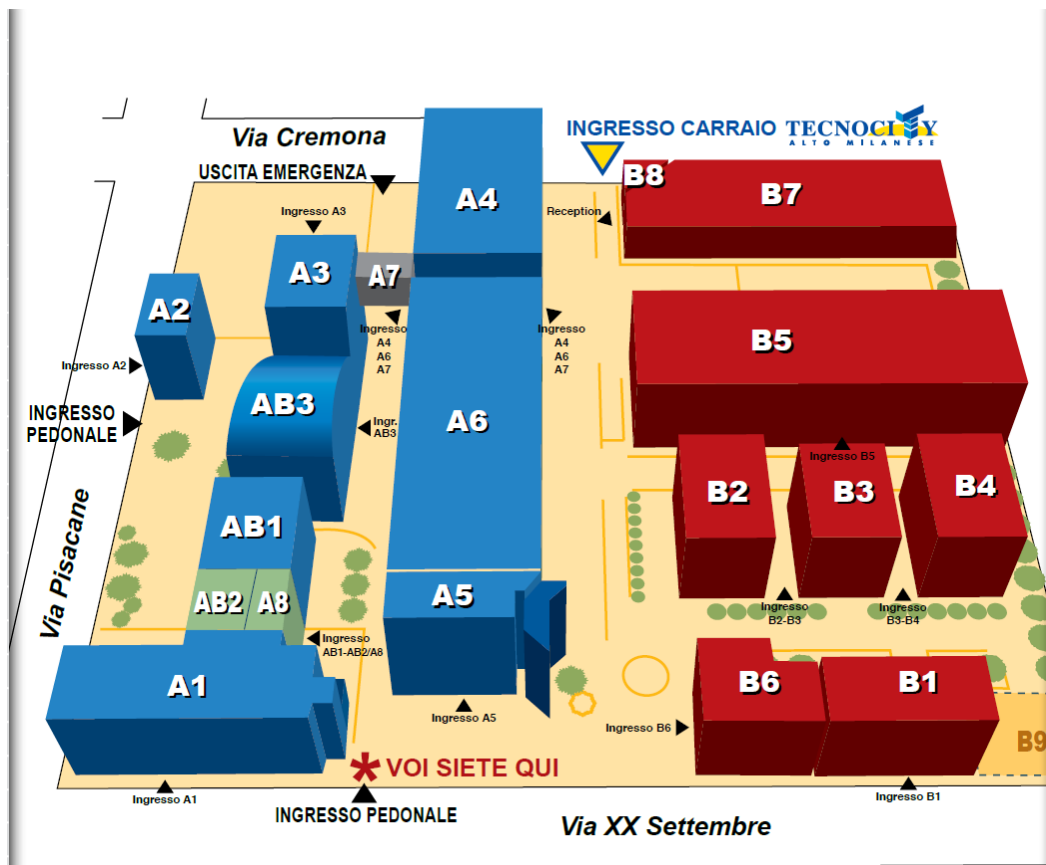 Via Cremona
INGRESSO CARRAIO TECNOCITY
ALTO MILANESE
USCITA EMERGENZA
B8
B7
A4
Ingresso A3
Reception
A3
A7
A2
Ingresso
A4
A6
A7
Ingresso
A4
A6
A7
B5
Ingresso A2
AB3
INGRESSO
PEDONALE
Ingr.
AB3
A6
Ingresso B5
B2
B3
B4
AB1
Via Pisacane
AB2
A8
A5
Ingresso
B2-B3
Ingresso
B3-B4
Ingresso
AB1-AB2/A8
A1
B6
B1
Ingresso A5
Ingresso B6
B9
VOI SIETE QUI
Ingresso A1
Ingresso B1
INGRESSO PEDONALE
Via XX Settembre